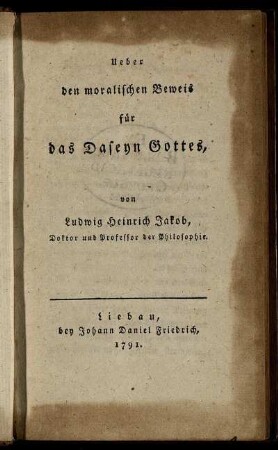 Ueber
den moralischen Beweis
für
das Daseyn Gottes,
von
Ludwig Heinrich Jakob,
Doktor und Professor der Philosophie.
Liebau,
bey Johann Daniel Friedrich,
1791.